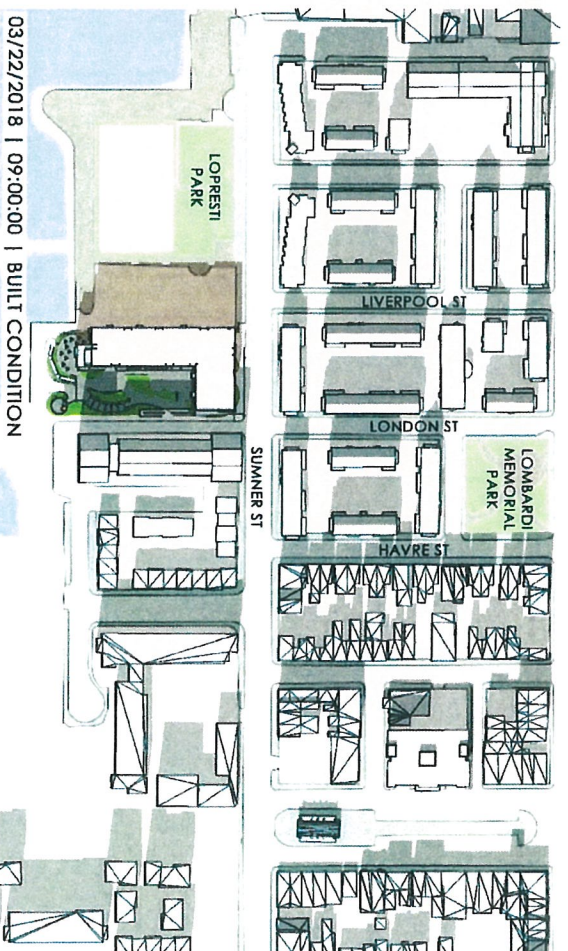 LOPRESTI
PARK
LIVERPOOL ST
LONDON ST
LOMBARDI
MEMORIAL
PARK
SUMNER ST
HAVRE ST
03/22/2018 | 09:00:00 | BUILT CONDITION